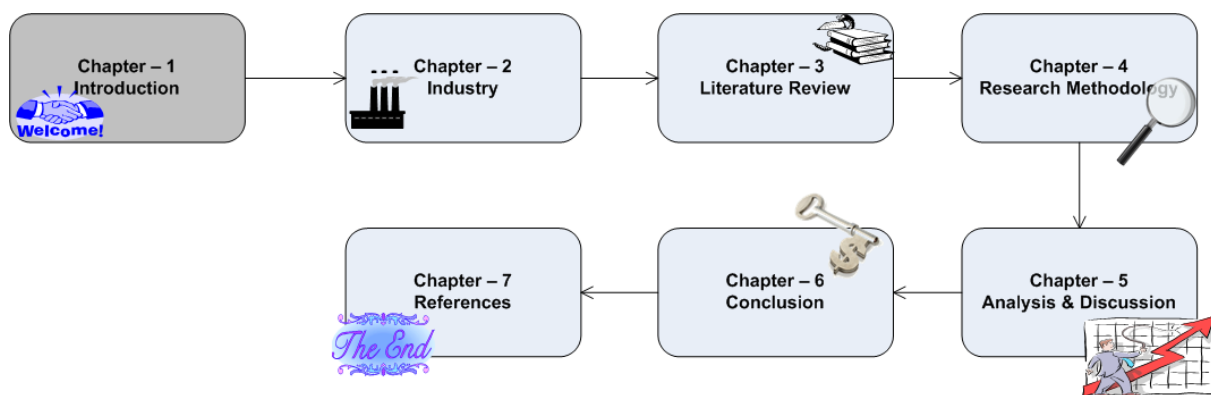 Chapter – 1
Introduction
Welcome!
Chapter – 2
Industry
Chapter – 3
Literature Review
Chapter – 4
Research Methodology
Chapter – 5
Analysis & Discussion
Chapter – 6
Conclusion
$
Chapter – 7
References
The End